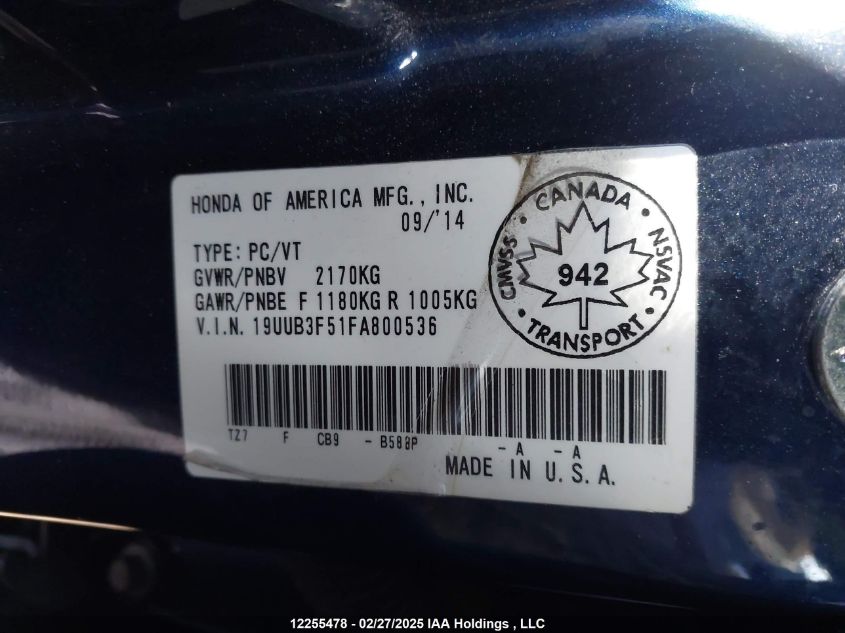 HONDA OF AMERICA MFG., INC.
09/'14
TYPE: PC/VT
GVWR/PNBV 2170KG
GAWR/PNBE F 1180KG R 1005KG
V.I.N. 19UUB3F51FA800536
CANADA
CMVSS
NSVAC
942
TRANSPORT
TZ7 F CB9 - B588P - A - A
MADE IN U.S.A.
12255478 - 02/27/2025 IAA Holdings , LLC